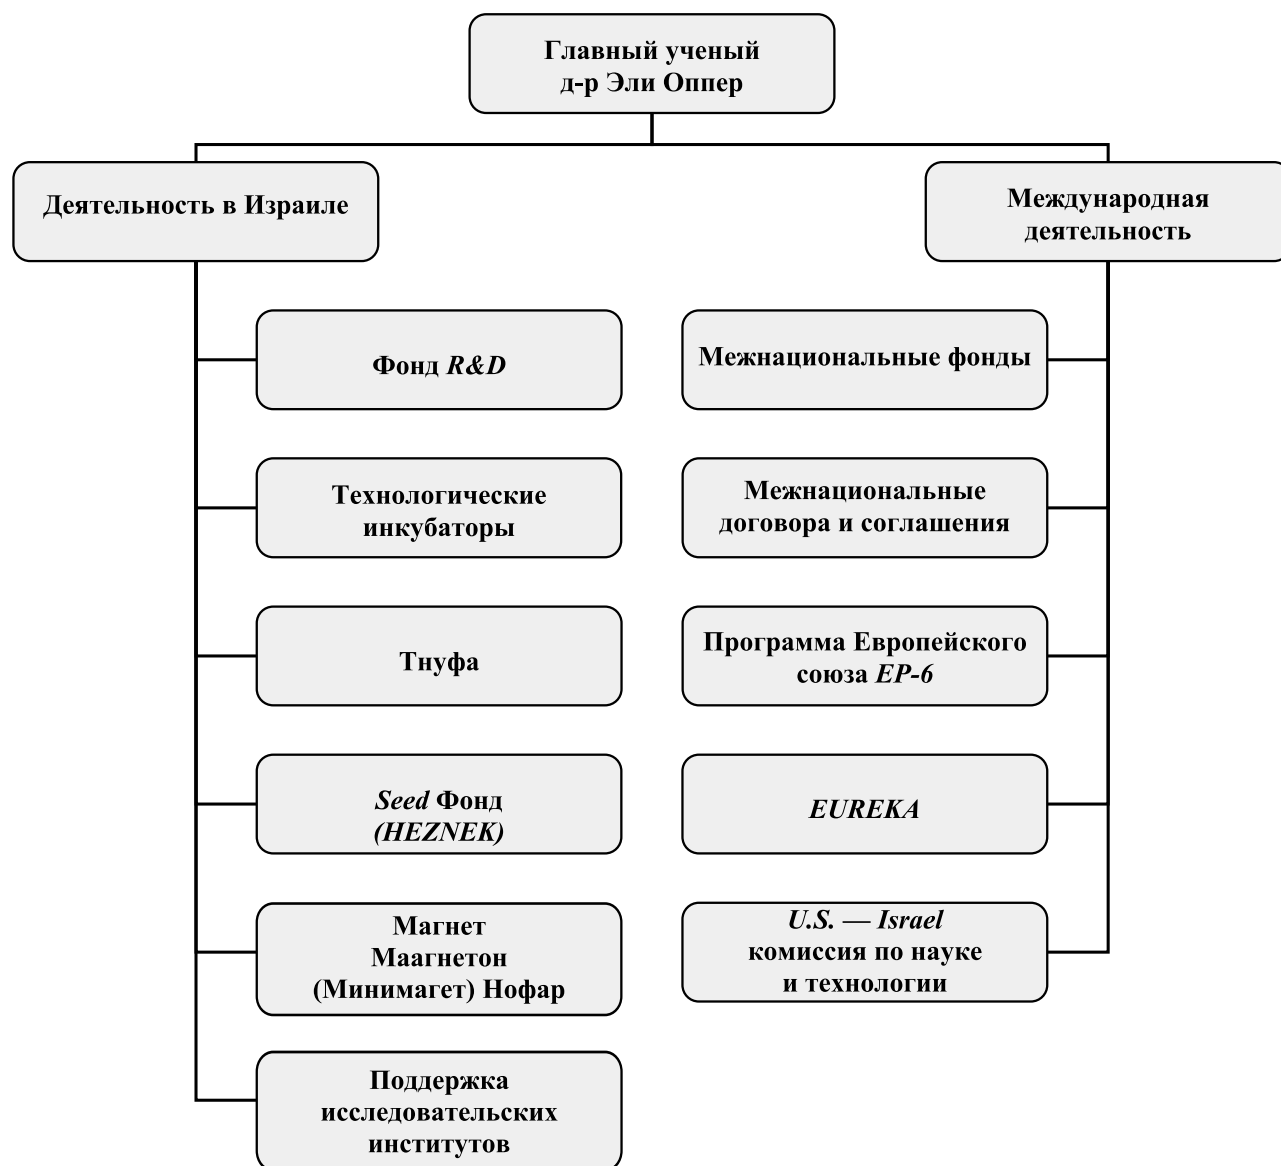 Главный ученый
д-р Эли Оппер
Деятельность в Израиле
Международная
деятельность
Фонд R&D
Межнациональные фонды
Технологические
инкубаторы
Межнациональные
договора и соглашения
Тнуфа
Программа Европейского
союза EP-6
Seed Фонд
(HEZNEK)
EUREKA
Магнет
Маагнетон
(Минимагет) Нофар
U.S. — Israel
комиссия по науке
и технологии
Поддержка
исследовательских
институтов